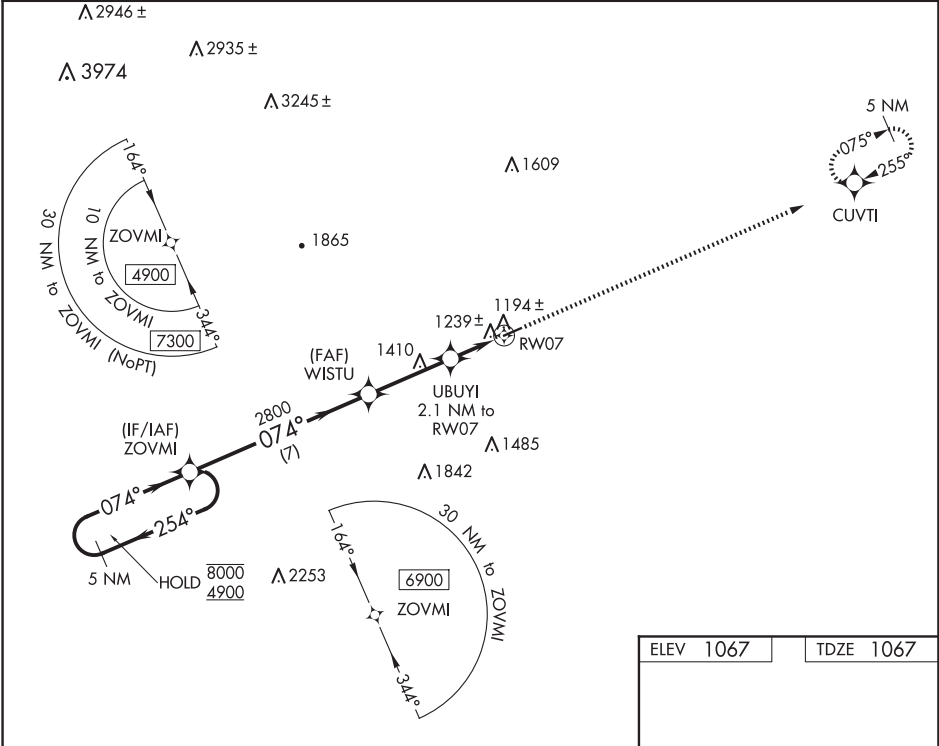 2946 ±
2935 ±
3974
3245 ±
5 NM
075°
255°
CUVTI
1609
164°
ZOVMI
4900
10 NM to ZOVMI
7300
30 NM to ZOVMI (NoPT)
344°
1865
1194 ±
1239 ±
RW07
1410
(FAF)
WISTU
UBUYI
2.1 NM to
RW07
2800
074°
(7)
(IF/IAF)
ZOVMI
1485
1842
074°
254°
5 NM
HOLD
8000
4900
2253
164°
30 NM to ZOVMI
6900
ZOVMI
344°
ELEV 1067
TDZE 1067